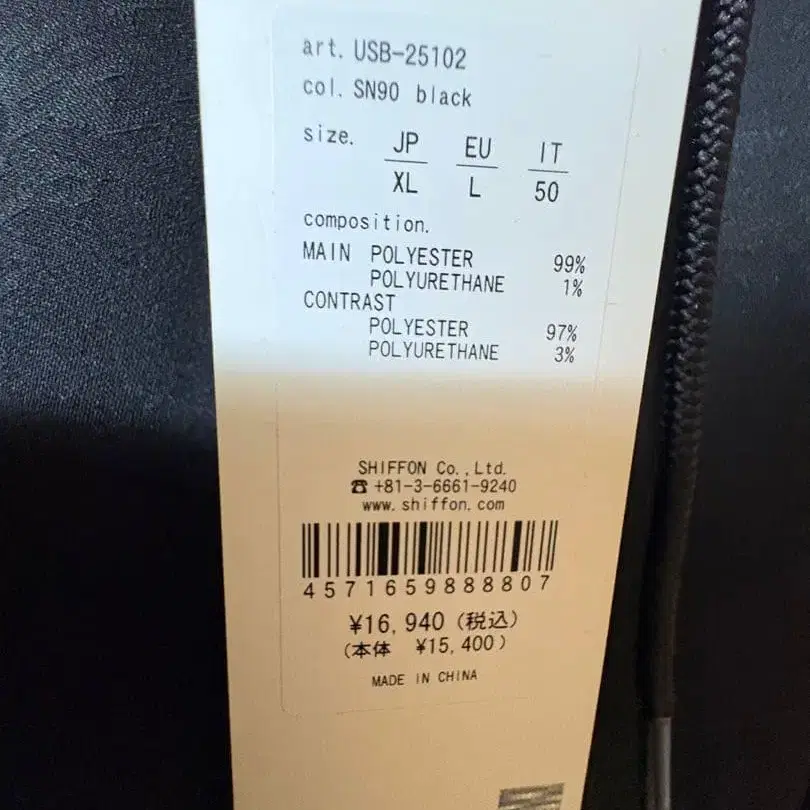 art. USB-25102
col. SN90 black
size. JP EU IT
XL L 50
composition.
MAIN POLYESTER 99%
POLYURETHANE 1%
CONTRAST
POLYESTER 97%
POLYURETHANE 3%
SHIFFON Co.,Ltd.
☎ +81-3-6661-9240
www.shiffon.com
4571659888807
¥16,940 (税込)
(本体 ¥15,400)
MADE IN CHINA